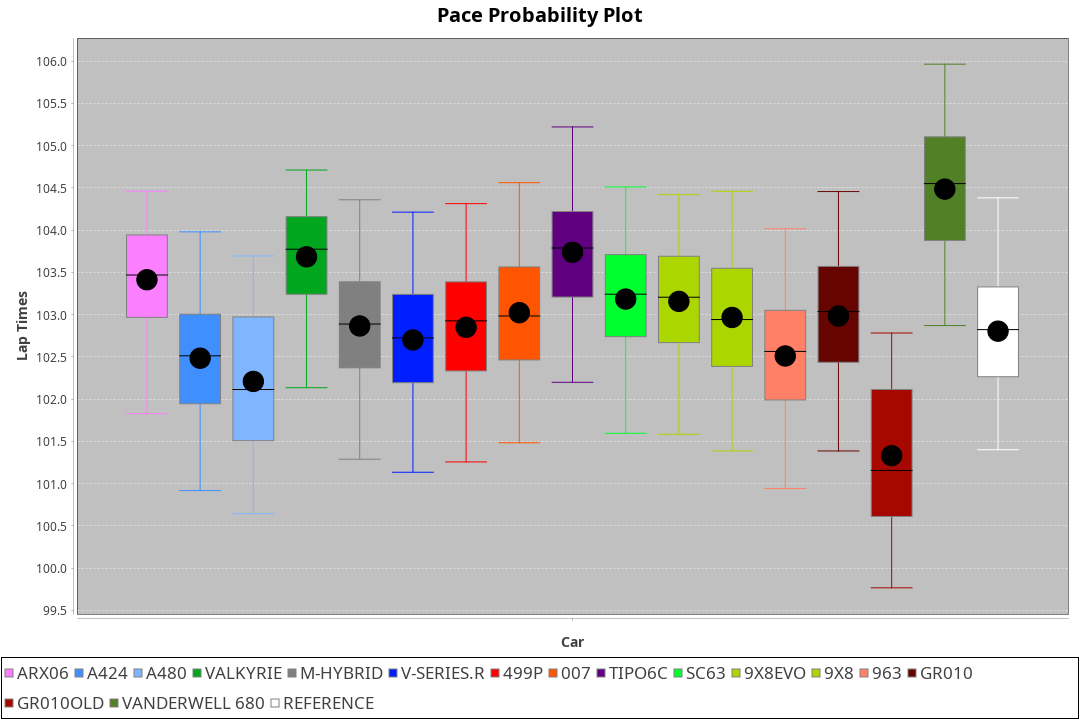 Pace Probability Plot
106.0
105.5
105.0
104.5
104.0
103.5
103.0
102.5
102.0
101.5
101.0
100.5
100.0
99.5
Lap Times
Car
ARX06 A424 A480 VALKYRIE M-HYBRID V-SERIES.R 499P 007 TIPO6C SC63 9X8EVO 9X8 963 GR010
GR010OLD VANDERWELL 680 REFERENCE